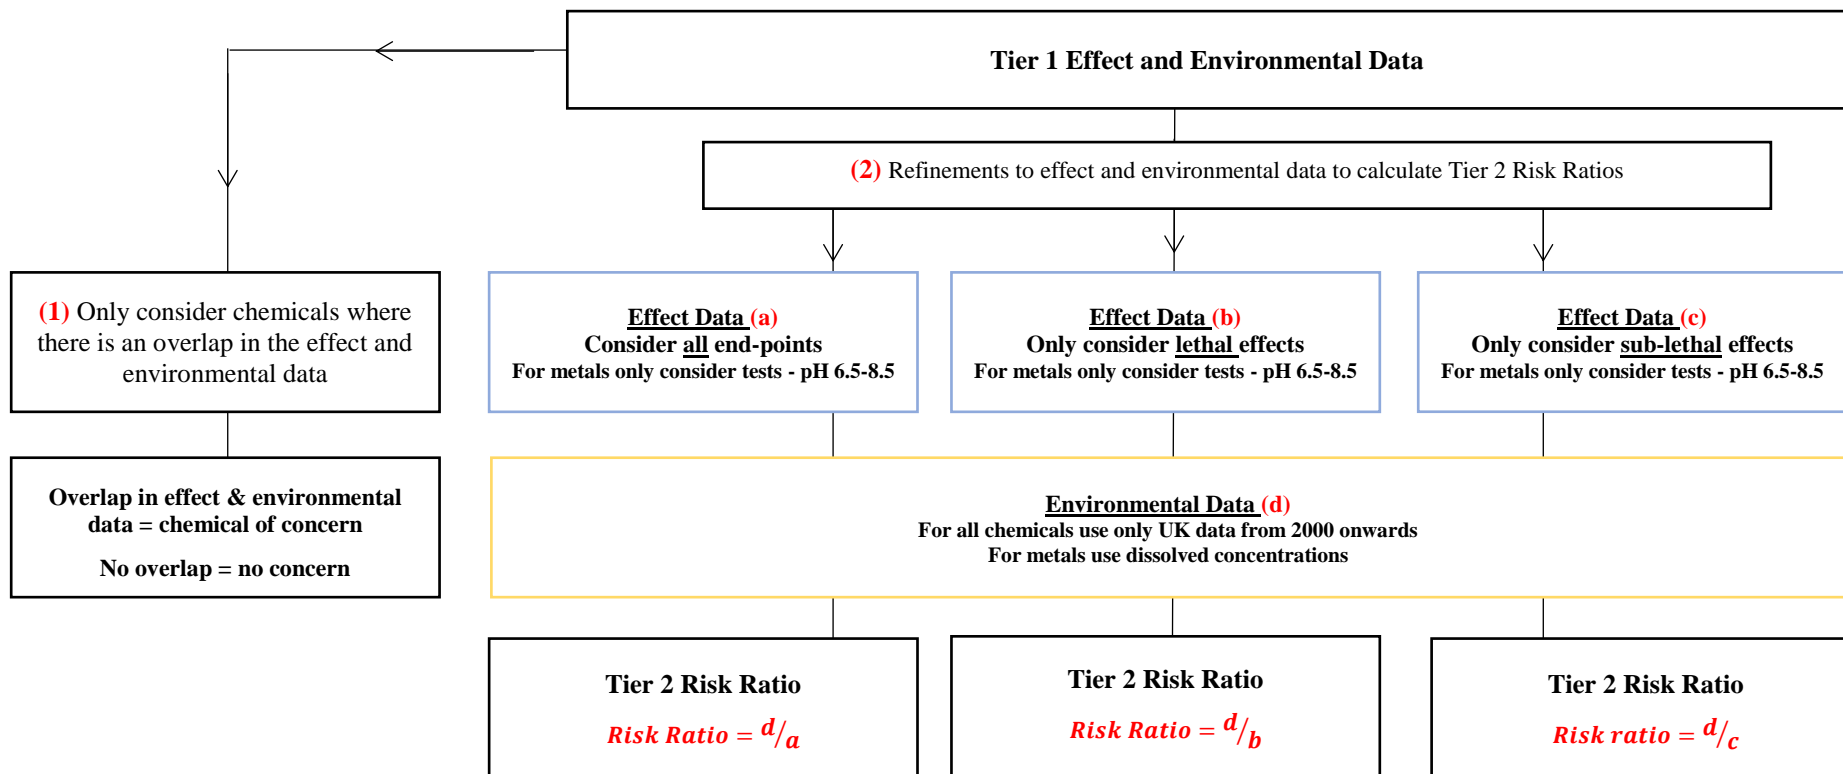 Tier 1 Effect and Environmental Data
(2) Refinements to effect and environmental data to calculate Tier 2 Risk Ratios
(1) Only consider chemicals where
there is an overlap in the effect and
environmental data
Effect Data (a)
Consider all end-points
For metals only consider tests - pH 6.5-8.5
Effect Data (b)
Only consider lethal effects
For metals only consider tests - pH 6.5-8.5
Effect Data (c)
Only consider sub-lethal effects
For metals only consider tests - pH 6.5-8.5
Overlap in effect & environmental
data = chemical of concern
No overlap = no concern
Environmental Data (d)
For all chemicals use only UK data from 2000 onwards
For metals use dissolved concentrations
Tier 2 Risk Ratio
Risk Ratio = d/a
Tier 2 Risk Ratio
Risk Ratio = d/b
Tier 2 Risk Ratio
Risk ratio = d/c